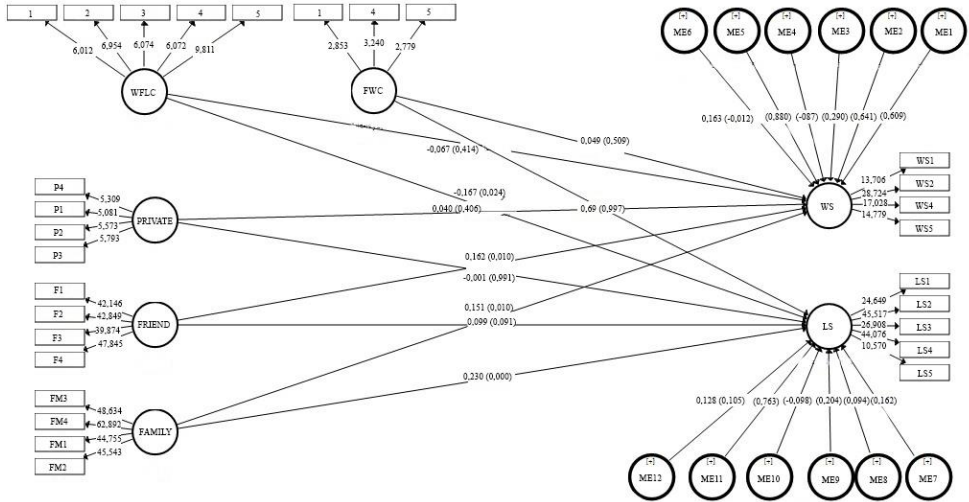 1 2 3 4 5
1 4 5
[+] [+] [+] [+] [+] [+]
ME6 ME5 ME4 ME3 ME2 ME1
6,012 6,954 6,074 6,072 9,811
2,853 3,240 2,779
WFLC
FWC
0,163 (-0,012) (0,880) (-087) (0,290) (0,641) (0,609)
0,049 (0,509)
-0,067 (0,414)
WS1
13,706
WS2
28,724
WS
17,028
WS4
14,779
WS5
P4
5,309
P1
5,081
PRIVATE
P2
5,573
P3
5,793
-0,167 (0,024)
0,040 (0,406)
0,69 (0,997)
0,162 (0,010)
-0,001 (0,991)
F1
42,146
F2
42,849
FRIEND
F3
39,874
F4
47,845
0,151 (0,010)
0,099 (0,091)
LS1
24,649
LS2
45,517
LS
26,908
LS3
44,076
LS4
10,570
LS5
0,230 (0,000)
FM3
48,634
FM4
62,892
FAMILY
FM1
44,755
FM2
45,543
0,128 (0,105) (0,763) (-0,098) (0,204) (0,094) (0,162)
[+] [+] [+] [+] [+] [+]
ME12 ME11 ME10 ME9 ME8 ME7